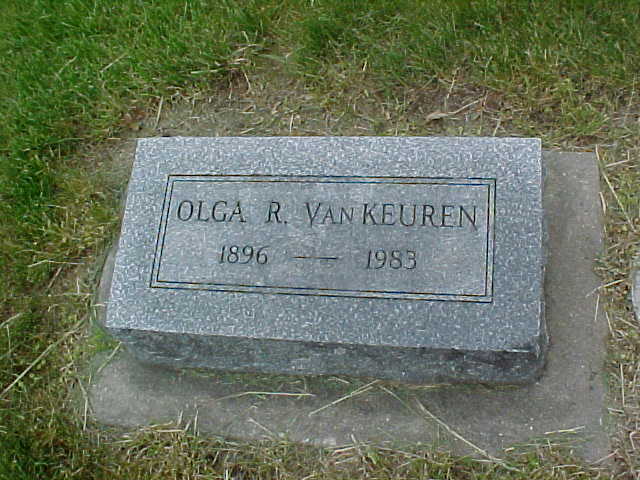 OLGA R. VAN KEUREN
1896 — 1983